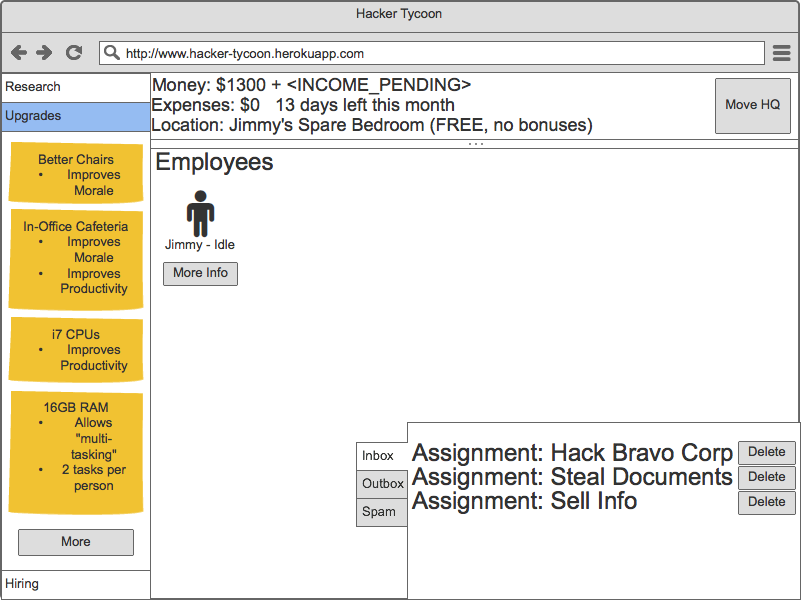 Hacker Tycoon
http://www.hacker-tycoon.herokuapp.com
Research
Upgrades
Better Chairs
• Improves
Morale
In-Office Cafeteria
• Improves
Morale
• Improves
Productivity
i7 CPUs
• Improves
Productivity
16GB RAM
• Allows
"multi-
tasking"
• 2 tasks per
person
More
Hiring
Money: $1300 + <INCOME_PENDING>
Expenses: $0 13 days left this month
Location: Jimmy's Spare Bedroom (FREE, no bonuses)
Move HQ
Employees
Jimmy - Idle
More Info
Inbox
Outbox
Spam
Assignment: Hack Bravo Corp Delete
Assignment: Steal Documents Delete
Assignment: Sell Info Delete